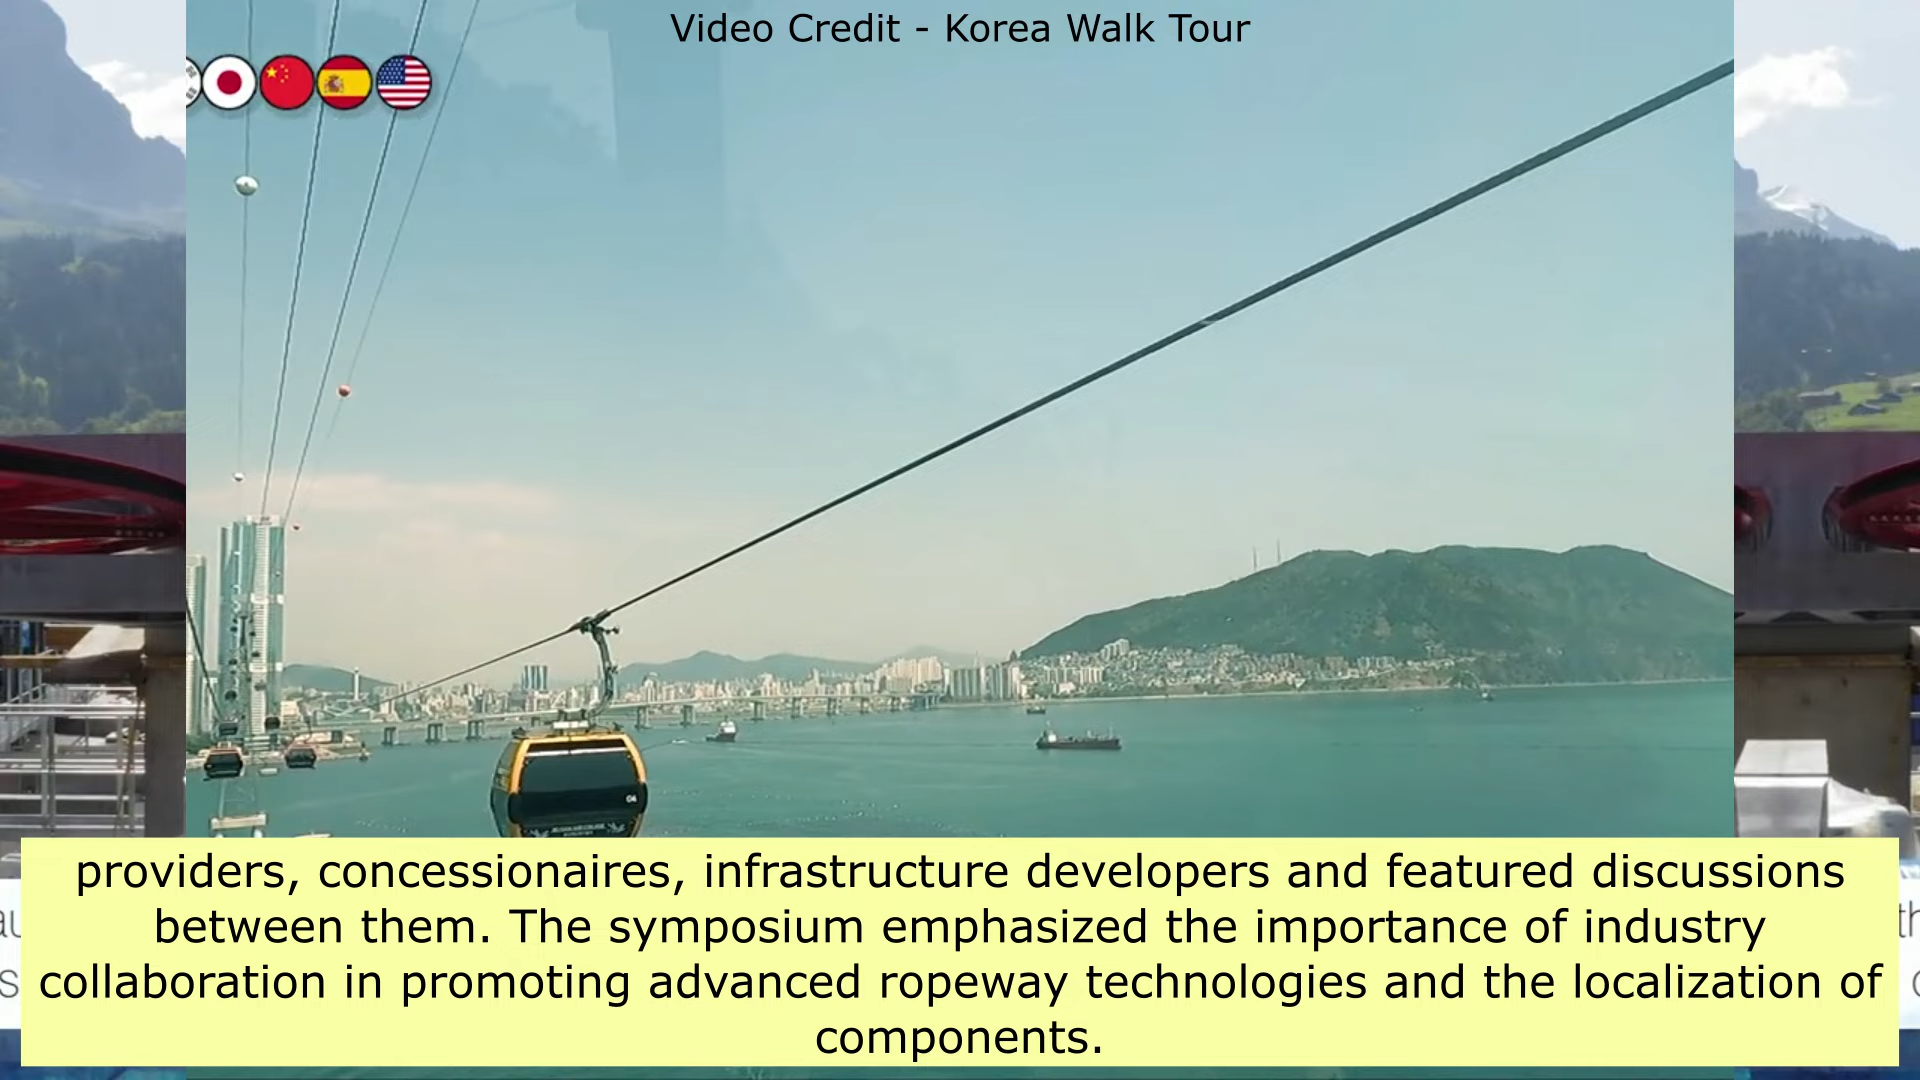 Video Credit - Korea Walk Tour
04
providers, concessionaires, infrastructure developers and featured discussions
between them. The symposium emphasized the importance of industry
collaboration in promoting advanced ropeway technologies and the localization of
components.